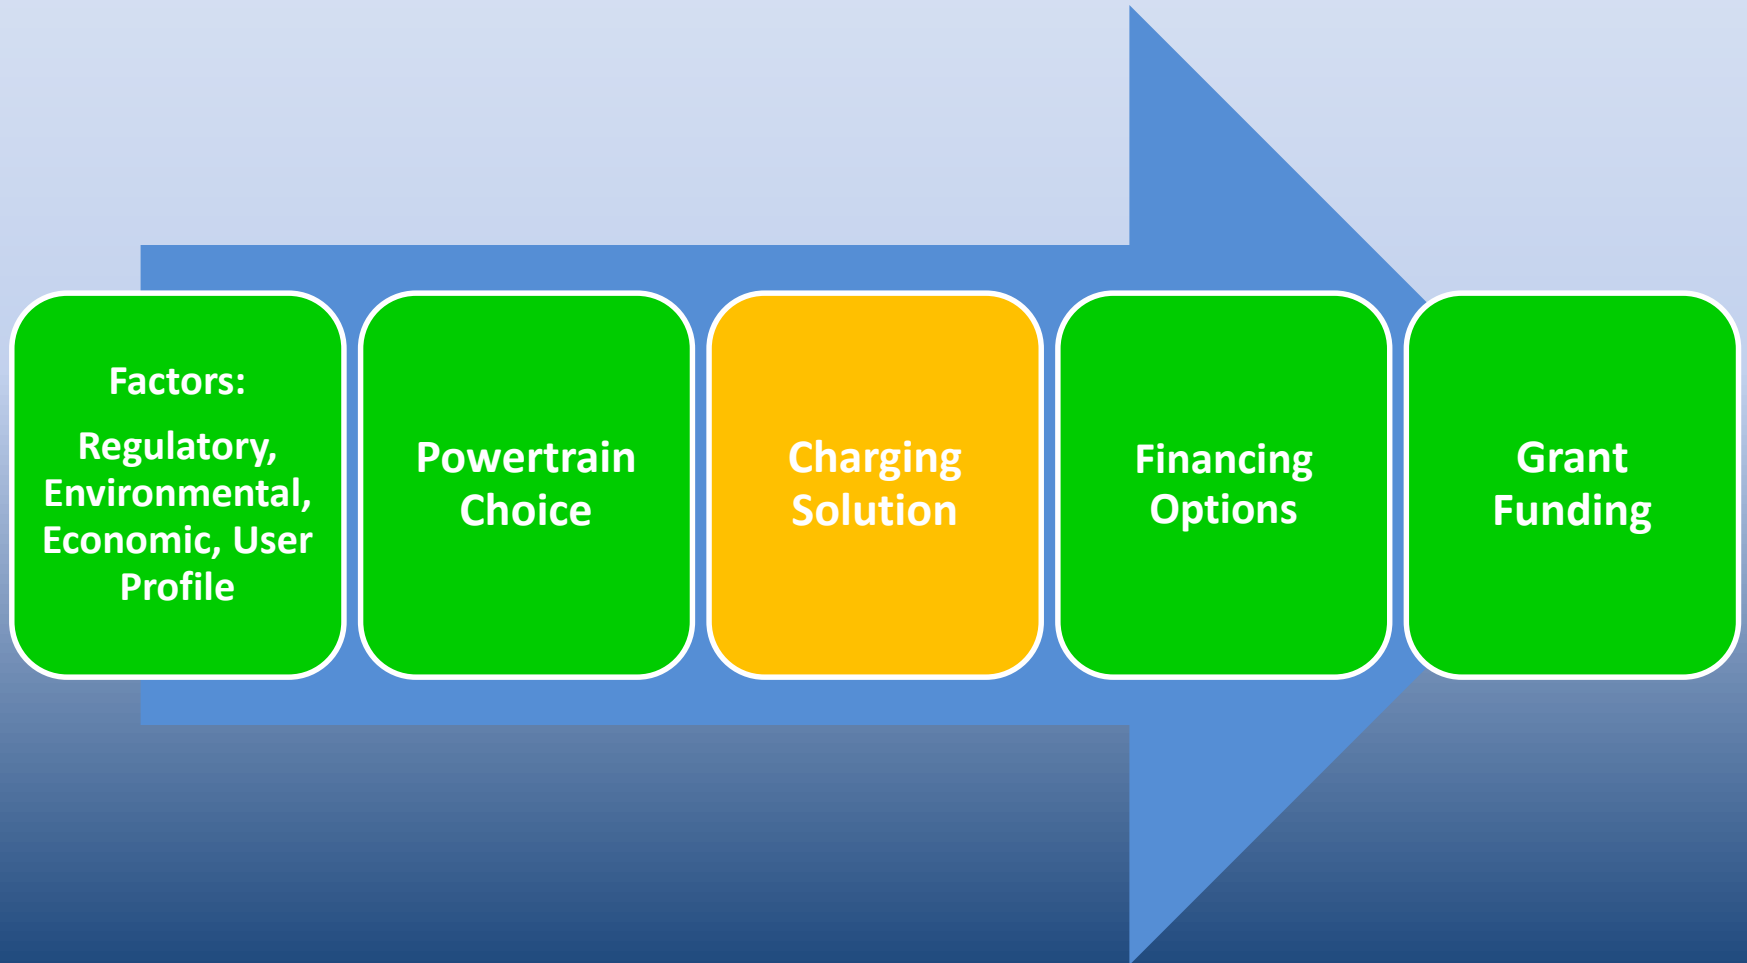 Factors:
Regulatory,
Environmental,
Economic, User
Profile
Powertrain
Choice
Charging
Solution
Financing
Options
Grant
Funding